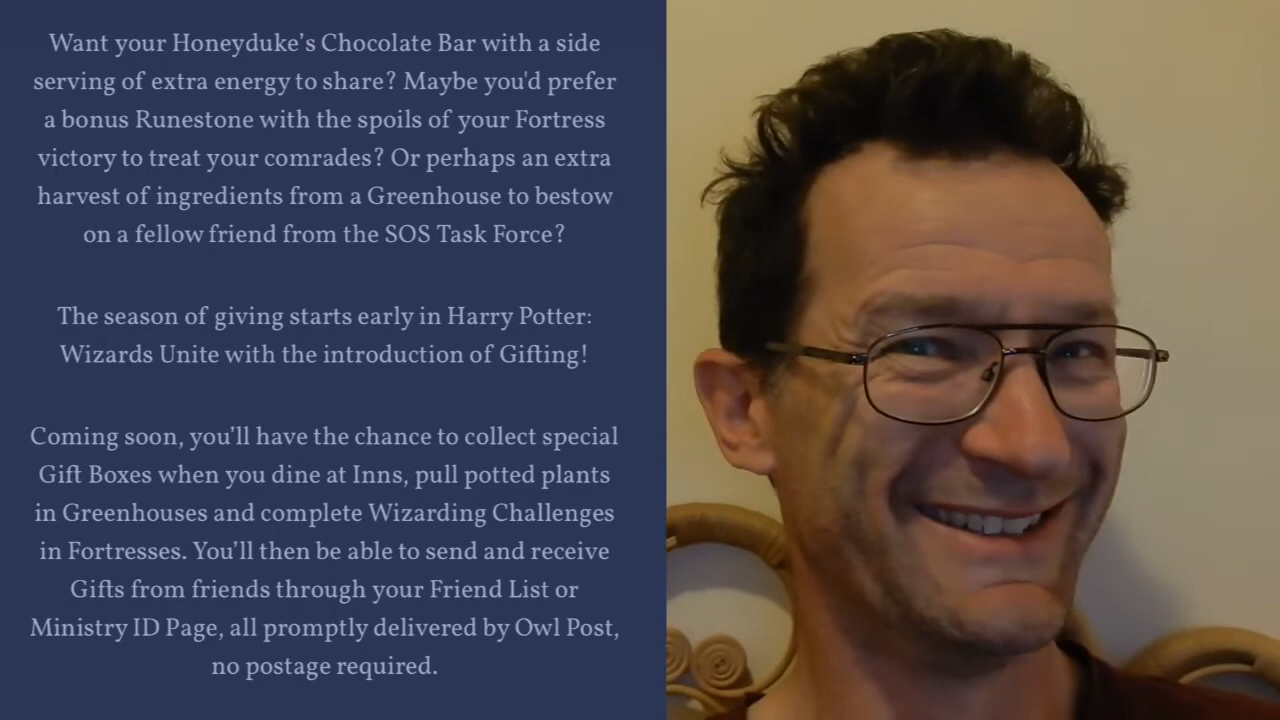 Want your Honeyduke’s Chocolate Bar with a side
serving of extra energy to share? Maybe you'd prefer
a bonus Runestone with the spoils of your Fortress
victory to treat your comrades? Or perhaps an extra
harvest of ingredients from a Greenhouse to bestow
on a fellow friend from the SOS Task Force?
The season of giving starts early in Harry Potter:
Wizards Unite with the introduction of Gifting!
Coming soon, you’ll have the chance to collect special
Gift Boxes when you dine at Inns, pull potted plants
in Greenhouses and complete Wizarding Challenges
in Fortresses. You’ll then be able to send and receive
Gifts from friends through your Friend List or
Ministry ID Page, all promptly delivered by Owl Post,
no postage required.